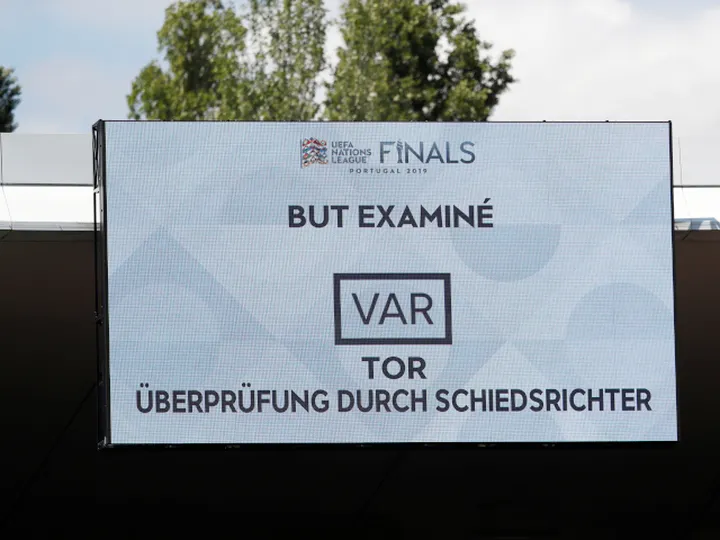 UEFA
NATIONS
LEAGUE
FINALS
PORTUGAL 2019
BUT EXAMINÉ
VAR
TOR
ÜBERPRÜFUNG DURCH SCHIEDSRICHTER